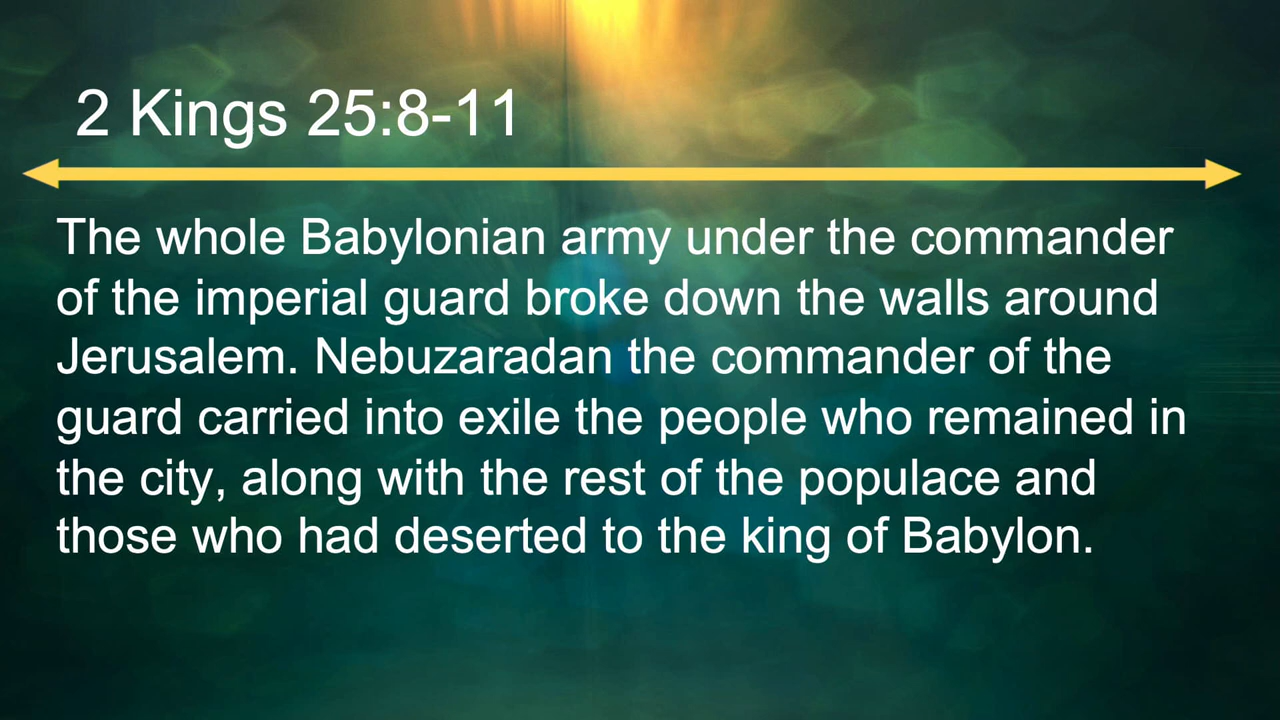 2 Kings 25:8-11
The whole Babylonian army under the commander
of the imperial guard broke down the walls around
Jerusalem. Nebuzaradan the commander of the
guard carried into exile the people who remained in
the city, along with the rest of the populace and
those who had deserted to the king of Babylon.